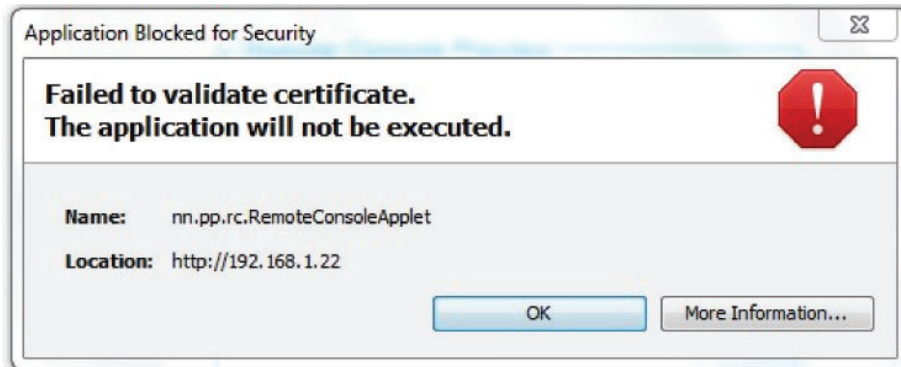 Application Blocked for Security
Failed to validate certificate.
The application will not be executed.
Name: nn.pp.rc.RemoteConsoleApplet
Location: http://192.168.1.22
OK More Information...